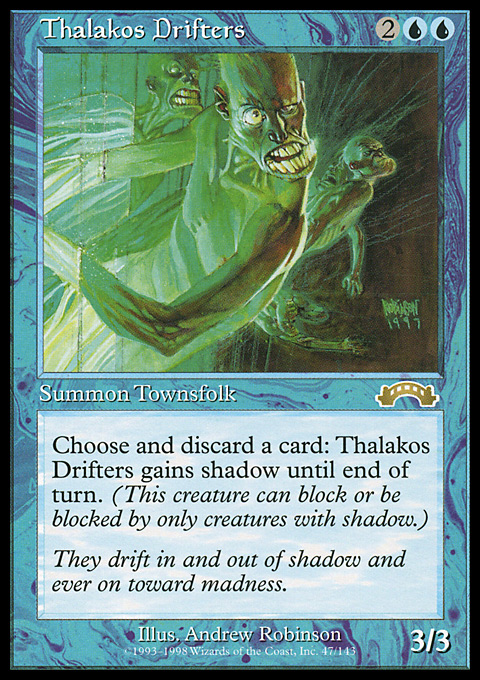 Thalakos Drifters 2
ROBINSON
1997
Summon Townsfolk
Choose and discard a card: Thalakos
Drifters gains shadow until end of
turn. (This creature can block or be
blocked by only creatures with shadow.)
They drift in and out of shadow and
ever on toward madness.
Illus. Andrew Robinson
©1993-1998 Wizards of the Coast, Inc. 47/143
3/3